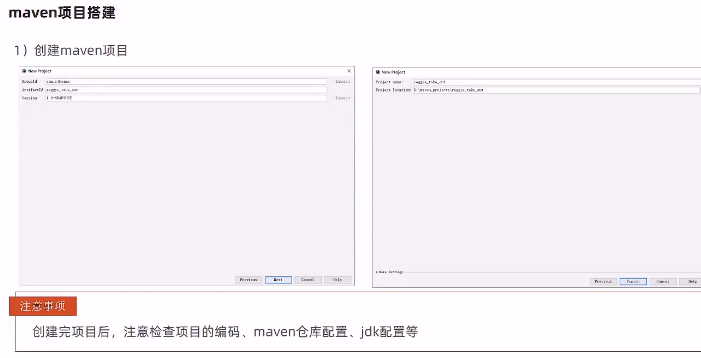 maven项目搭建
1）创建maven项目
New Project
GroupId com.itheima Inherit
ArtifactId reggie_take_out
Version 1.0-SNAPSHOT Inherit
Previous Next Cancel Help
New Project
Project name: reggie_take_out
Project location: D:\maven_projects\reggie_take_out
More Settings
Previous Finish Cancel Help
注意事项
创建完项目后，注意检查项目的编码、maven仓库配置、jdk配置等